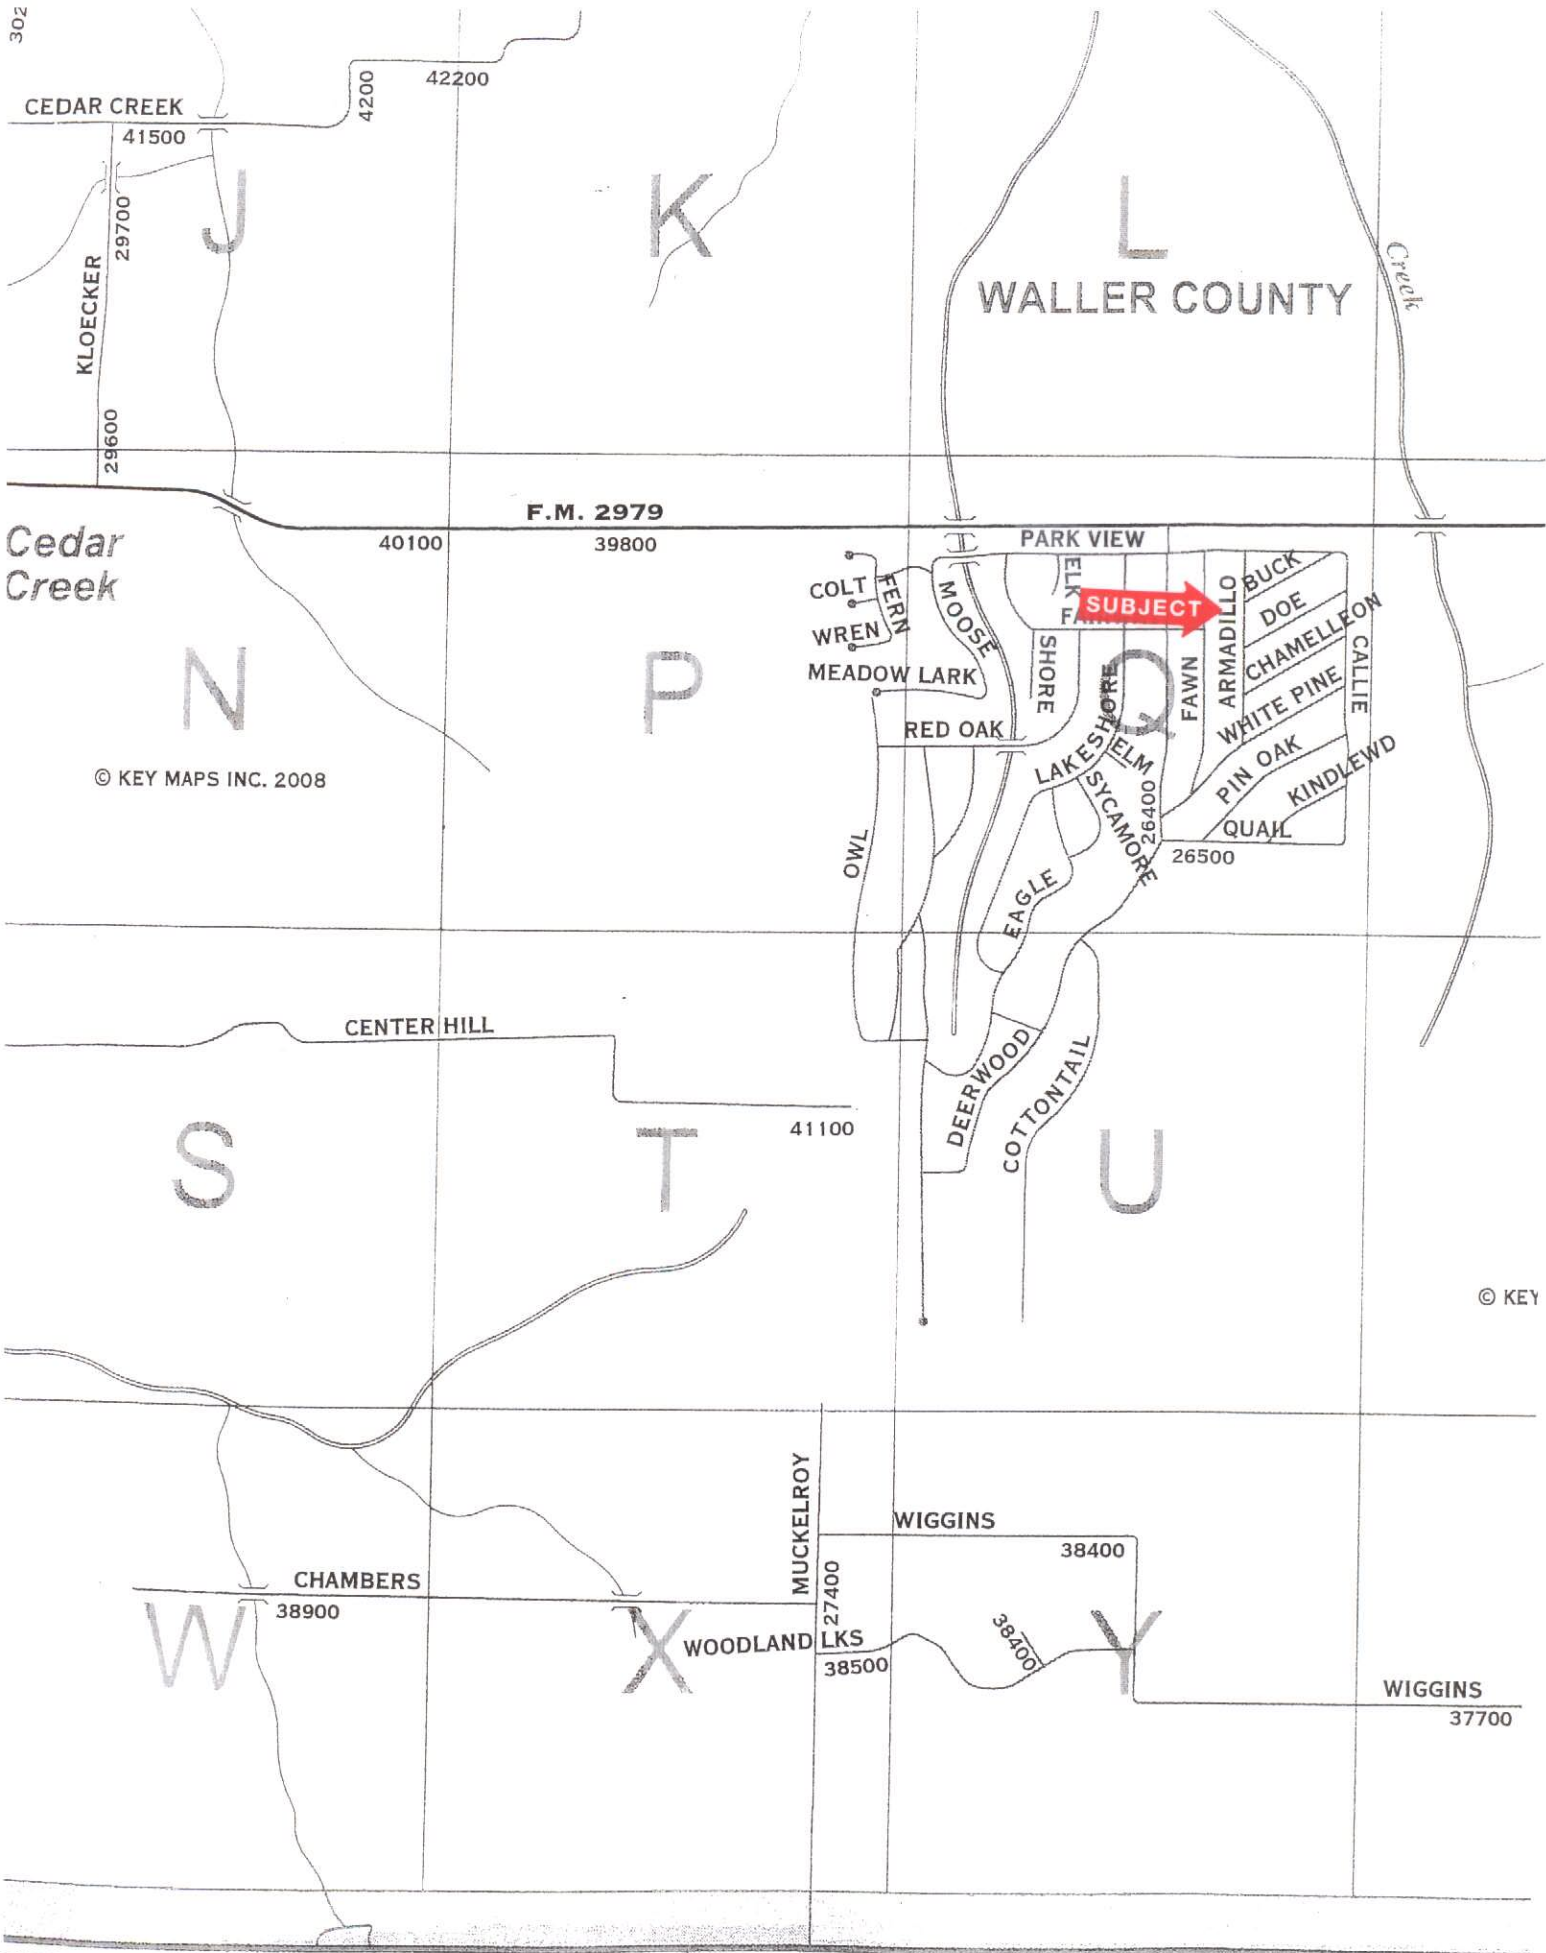 302
4200
42200
CEDAR CREEK
41500
J
K
L
29700
KLOECKER
WALLER COUNTY
Creek
29600
F.M. 2979
Cedar
Creek
40100
39800
PARK VIEW
COLT
FERN
MOOSE
ELK
SUBJECT
ARMADILLO
BUCK
DOE
CHAMELLEON
WREN
MEADOW LARK
SHORE
LAKESHORE
FAWN
CALLIE
N
P
Q
WHITE PINE
RED OAK
ELM
PIN OAK
KINDLEWD
© KEY MAPS INC. 2008
SYCAMORE
26400
QUAIL
26500
OWL
EAGLE
CENTER HILL
DEERWOOD
COTTONTAIL
41100
S
T
U
© KEY
MUCKELROY
WIGGINS
38400
CHAMBERS
38900
27400
W
X
Y
WOODLAND LKS
38500
38400
WIGGINS
37700